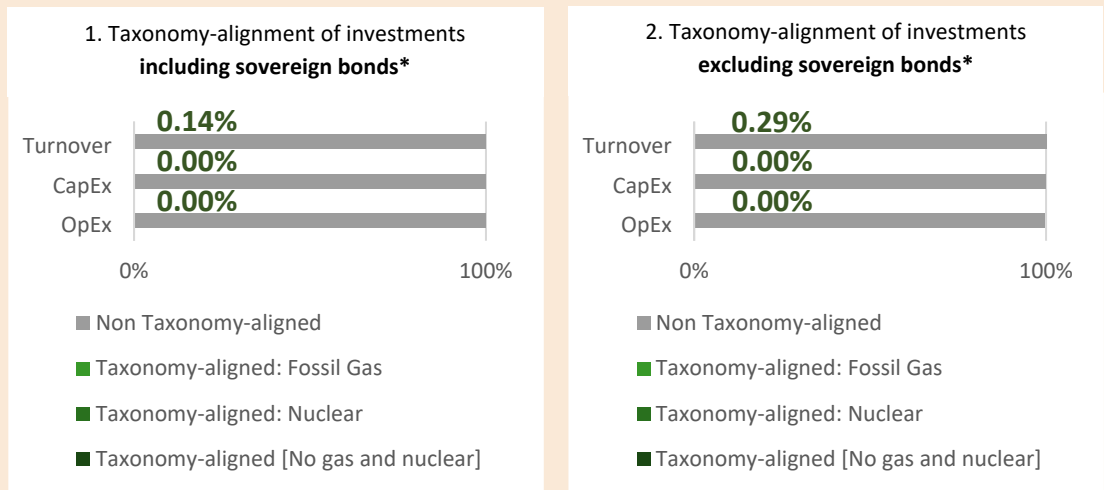 1. Taxonomy-alignment of investments
including sovereign bonds*
0.14%
Turnover
0.00%
CapEx
0.00%
OpEx
0%
100%
Non Taxonomy-aligned
Taxonomy-aligned: Fossil Gas
Taxonomy-aligned: Nuclear
Taxonomy-aligned [No gas and nuclear]
2. Taxonomy-alignment of investments
excluding sovereign bonds*
0.29%
Turnover
0.00%
CapEx
0.00%
OpEx
0%
100%
Non Taxonomy-aligned
Taxonomy-aligned: Fossil Gas
Taxonomy-aligned: Nuclear
Taxonomy-aligned [No gas and nuclear]